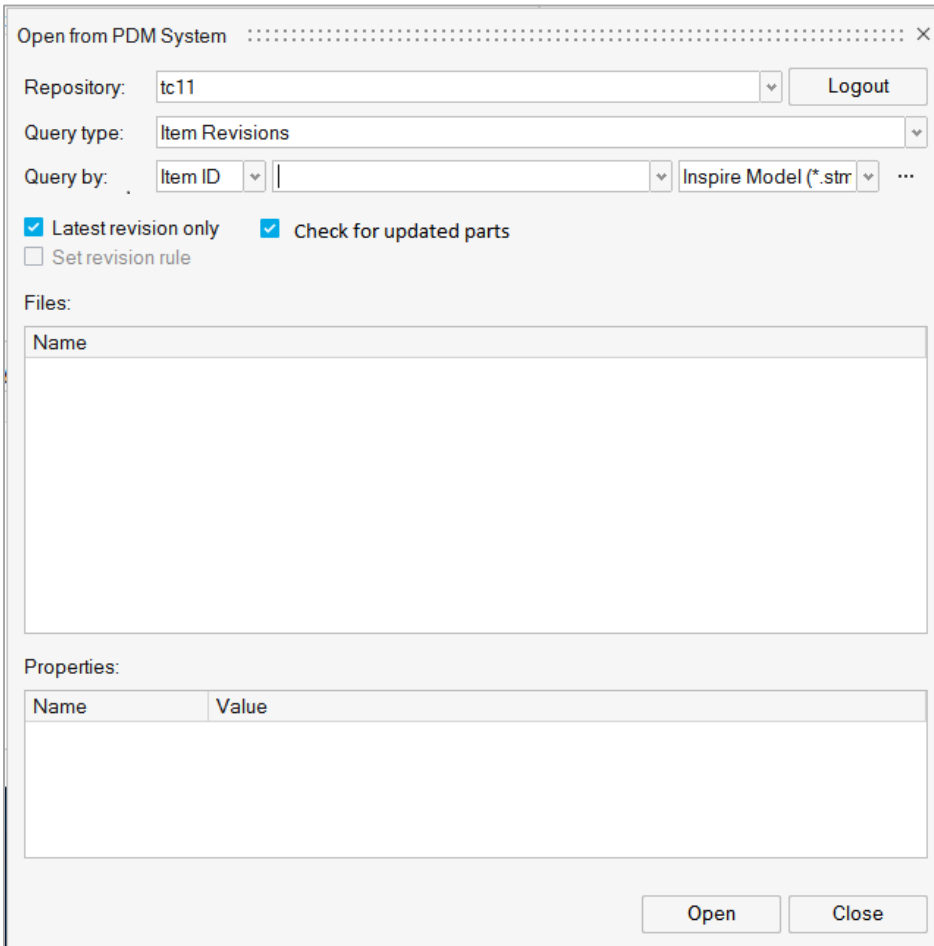 Open from PDM System
Repository: tc11 Logout
Query type: Item Revisions
Query by: Item ID Inspire Model (*.stm ...
Latest revision only Check for updated parts
Set revision rule
Files:
Name
Properties:
Name Value
Open Close